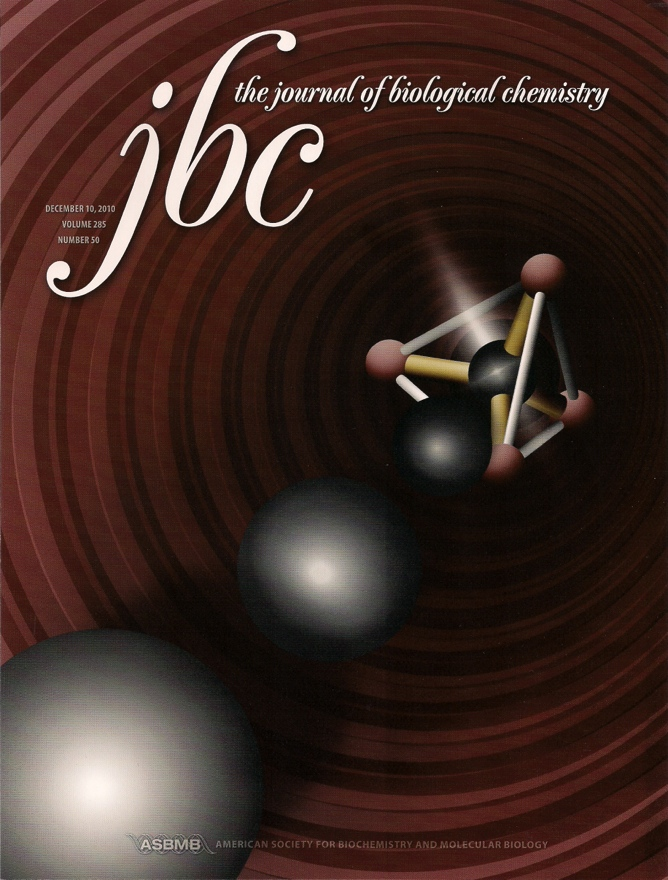 the journal of biological chemistry
jbc
DECEMBER 10, 2010
VOLUME 285
NUMBER 50
ASBMB AMERICAN SOCIETY FOR BIOCHEMISTRY AND MOLECULAR BIOLOGY